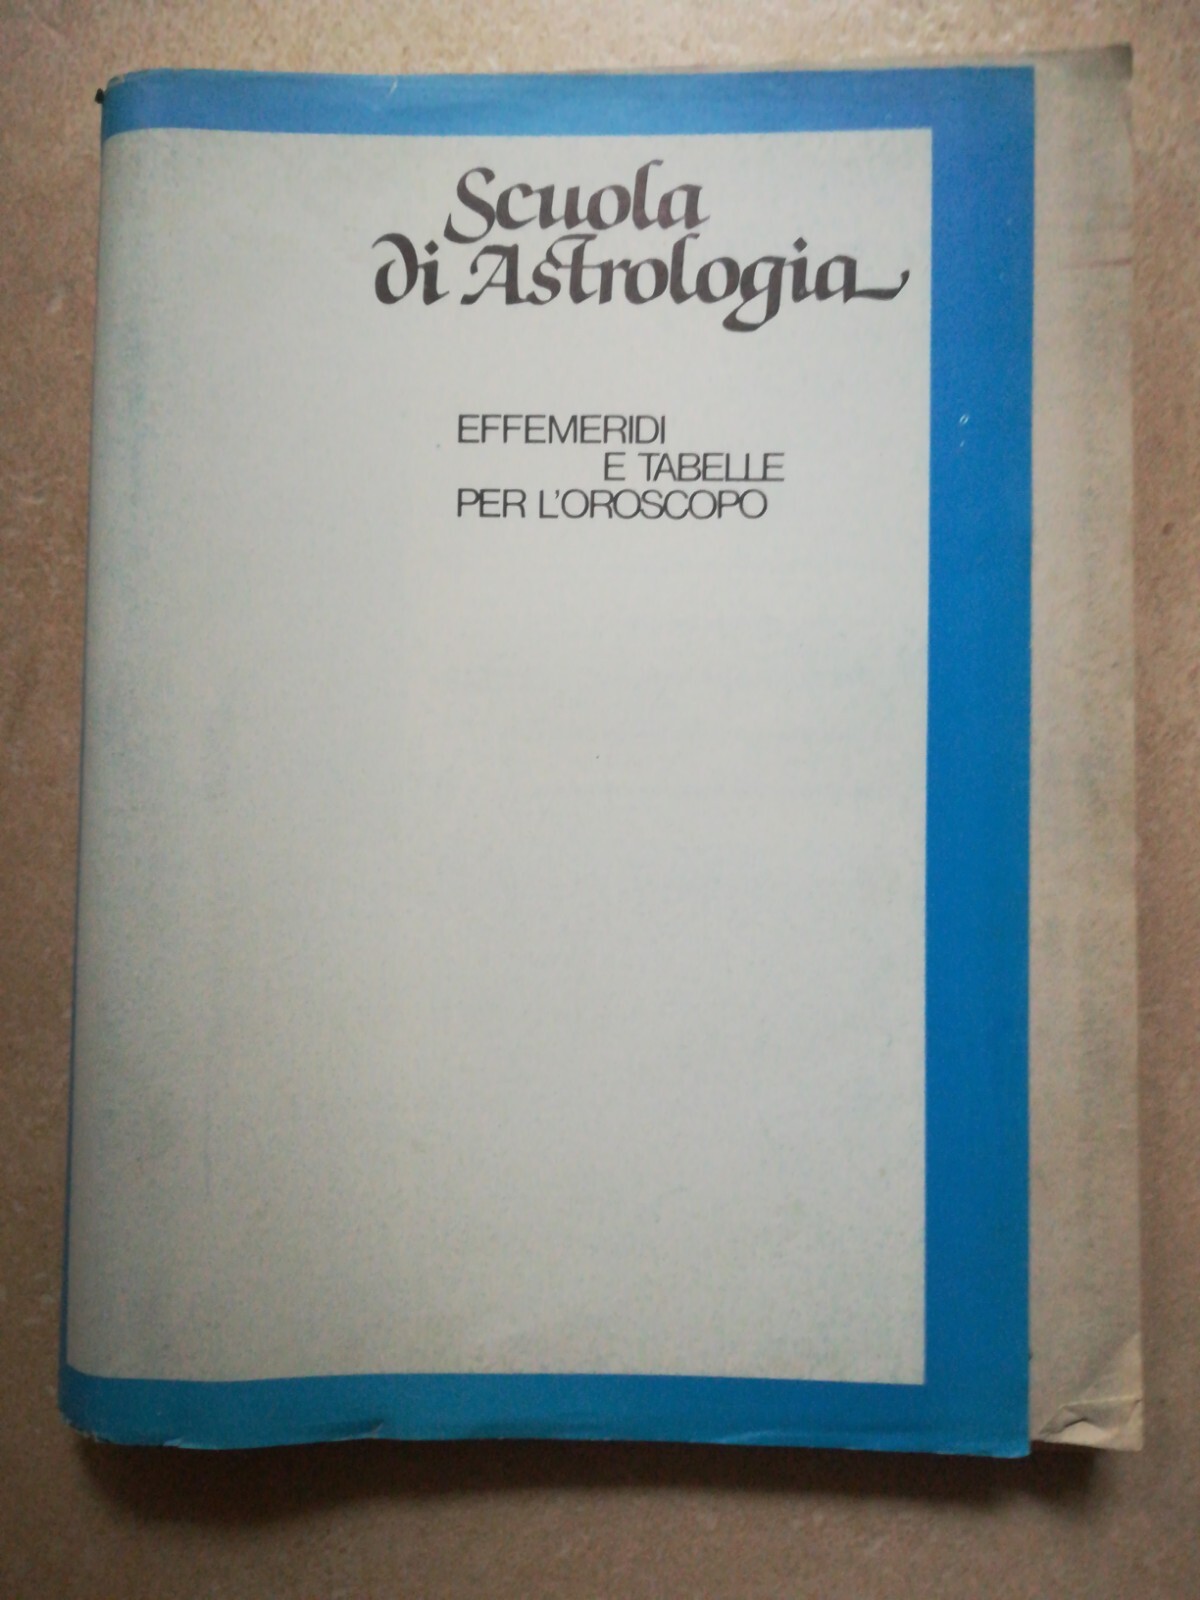 Scuola
di Astrologia
EFFEMERIDI
E TABELLE
PER L'OROSCOPO